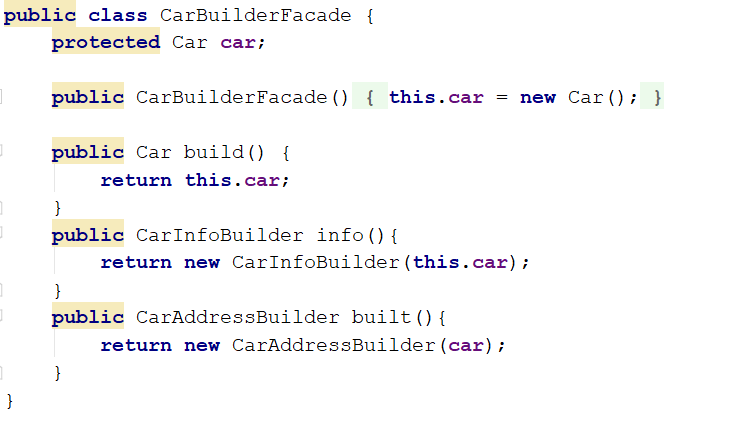 public class CarBuilderFacade {
    protected Car car;
    public CarBuilderFacade() { this.car = new Car(); }
    public Car build() {
        return this.car;
    }
    public CarInfoBuilder info(){
        return new CarInfoBuilder(this.car);
    }
    public CarAddressBuilder built(){
        return new CarAddressBuilder(car);
    }
}